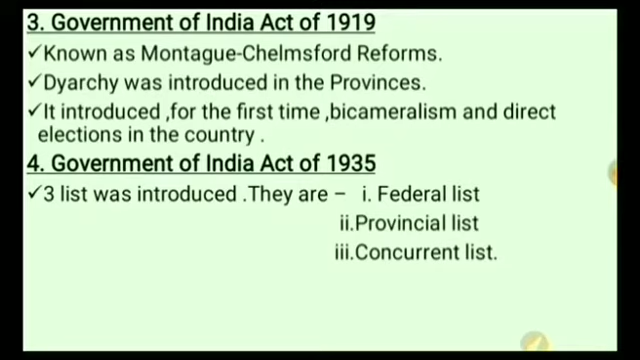 3. Government of India Act of 1919
✓Known as Montague-Chelmsford Reforms.
✓Dyarchy was introduced in the Provinces.
✓It introduced ,for the first time ,bicameralism and direct
elections in the country .
4. Government of India Act of 1935
✓3 list was introduced .They are – i. Federal list
ii.Provincial list
iii.Concurrent list.